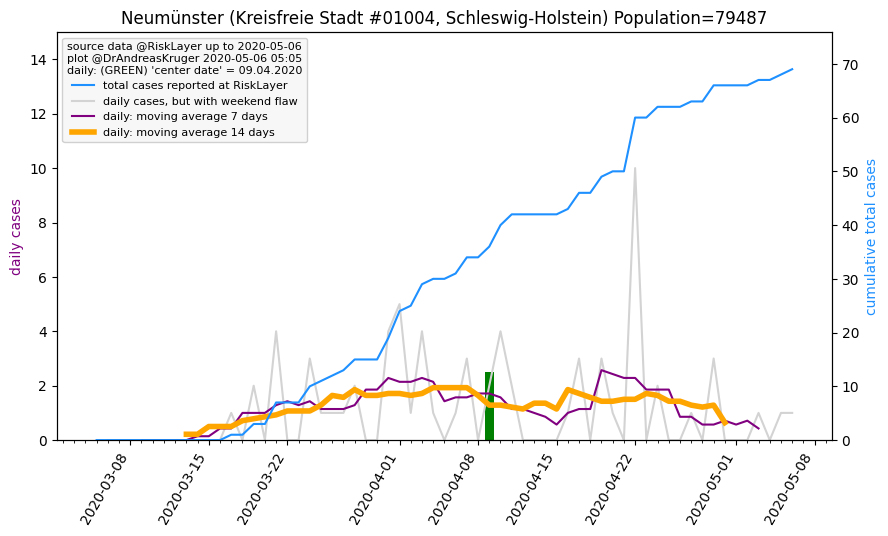 Neumünster (Kreisfreie Stadt #01004, Schleswig-Holstein) Population=79487
source data @RiskLayer up to 2020-05-06
plot @DrAndreasKruger 2020-05-06 05:05
daily: (GREEN) 'center date' = 09.04.2020
total cases reported at RiskLayer
daily cases, but with weekend flaw
daily: moving average 7 days
daily: moving average 14 days
daily cases
14
12
10
8
6
4
2
0
cumulative total cases
70
60
50
40
30
20
10
0
2020-03-08
2020-03-15
2020-03-22
2020-04-01
2020-04-08
2020-04-15
2020-04-22
2020-05-01
2020-05-08